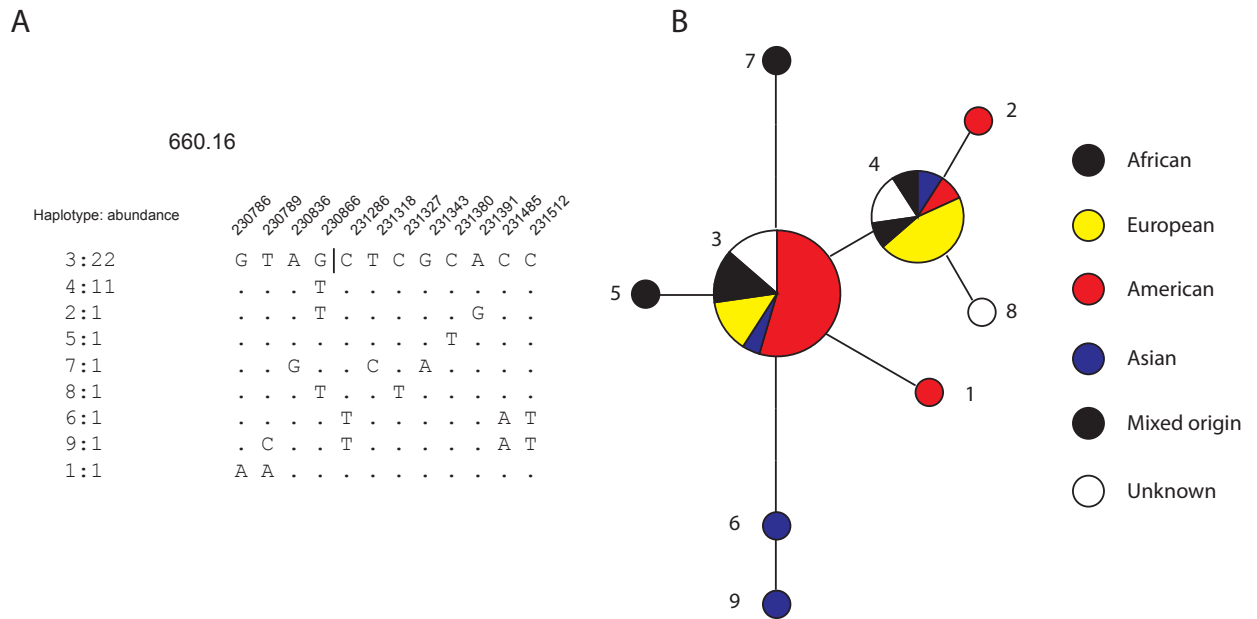 A
660.16
Haplotype: abundance
230786 230789 230836 230866 231286 231318 231327 231343 231380 231391 231485 231512
3:22 G T A G | C T C G C A C C
4:11 . . . T . . . . . . . .
2:1 . . . T . . . . . G . .
5:1 . . . . . . . . T . . .
7:1 . . G . . C . A . . . .
8:1 . . . T . . T . . . . .
6:1 . . . . T . . . . . A T
9:1 . C . . T . . . . . A T
1:1 A A . . . . . . . . . .
B
7
2
4
3
5
8
1
6
9
African
European
American
Asian
Mixed origin
Unknown